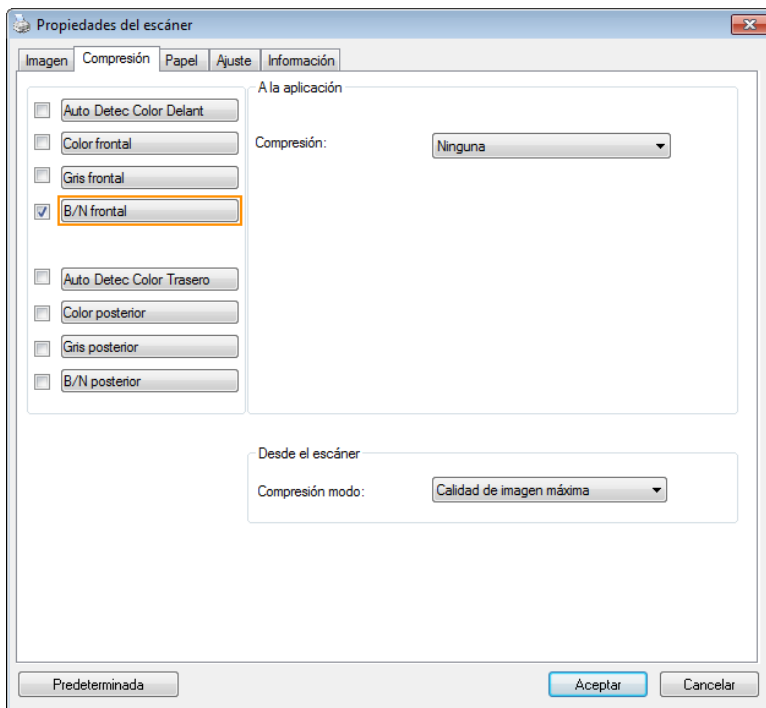 Propiedades del escáner
Imagen Compresión Papel Ajuste Información
Auto Detec Color Delant
Color frontal
Gris frontal
B/N frontal
Auto Detec Color Trasero
Color posterior
Gris posterior
B/N posterior
A la aplicación
Compresión: Ninguna
Desde el escáner
Compresión modo: Calidad de imagen máxima
Predeterminada Aceptar Cancelar